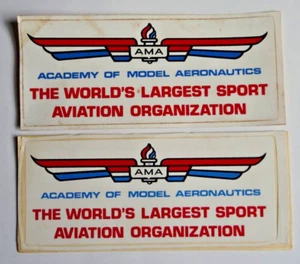 AMA
ACADEMY OF MODEL AERONAUTICS
THE WORLD'S LARGEST SPORT
AVIATION ORGANIZATION
AMA
ACADEMY OF MODEL AERONAUTICS
THE WORLD'S LARGEST SPORT
AVIATION ORGANIZATION